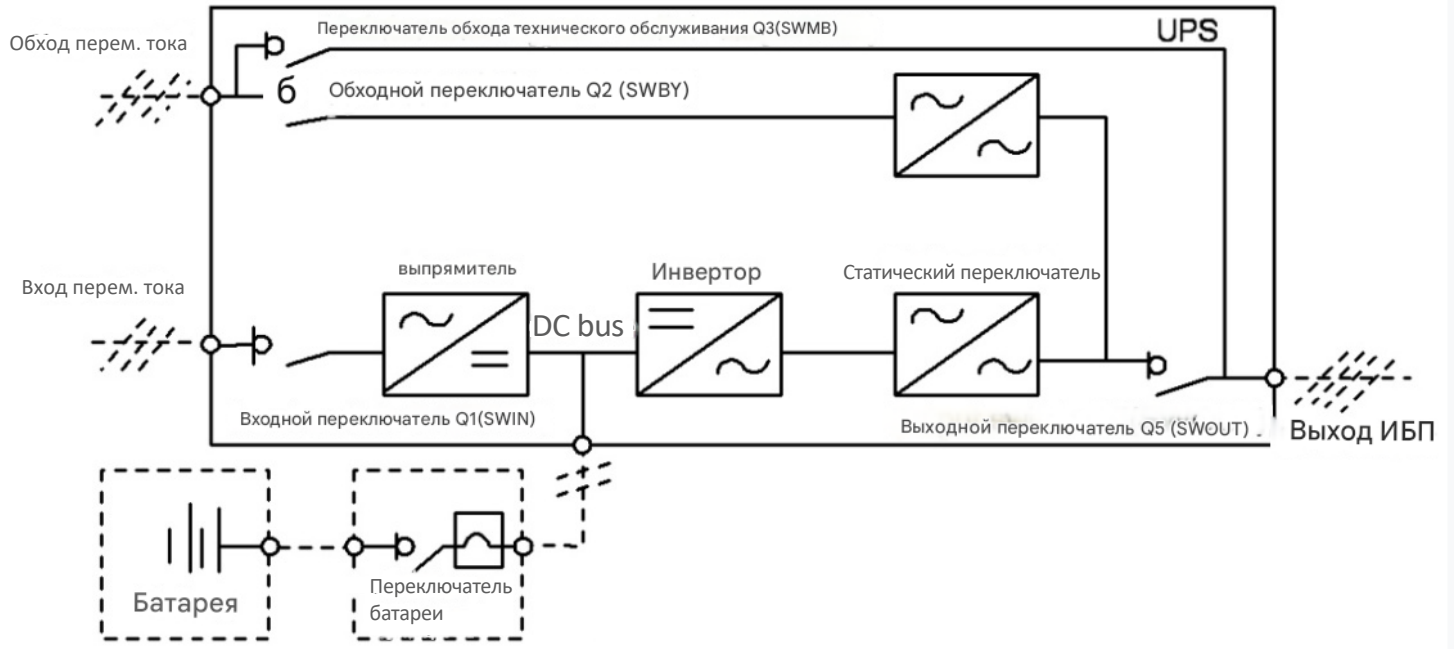 Переключатель обхода технического обслуживания Q3(SWMB)
UPS
Обход перем. тока
б
Обходной переключатель Q2 (SWBY)
выпрямитель
Инвертор
Статический переключатель
Вход перем. тока
DC bus
Входной переключатель Q1(SWIN)
Выходной переключатель Q5 (SWOUT)
Выход ИБП
Батарея
Переключатель
батареи